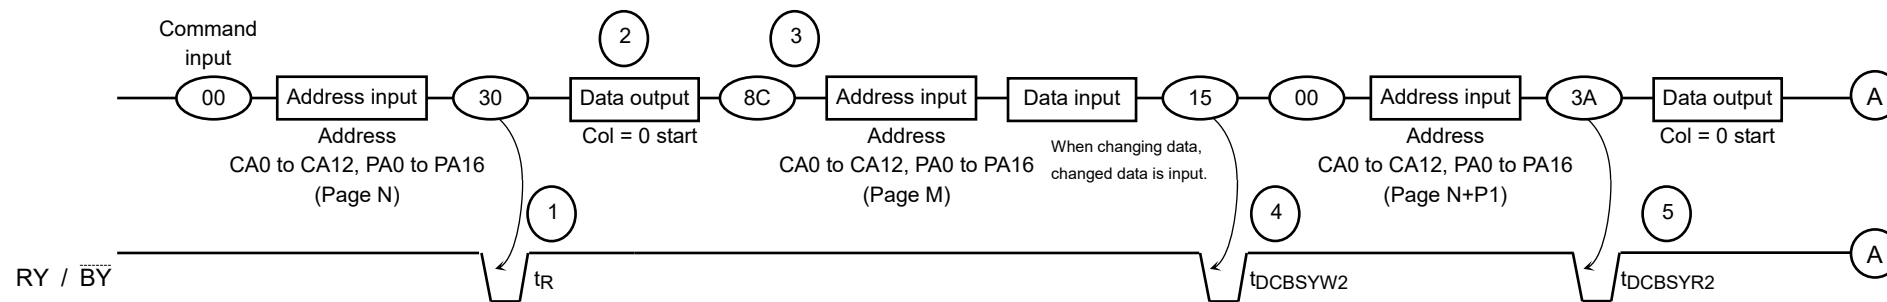 Command
input
2
3
00
Address input
30
Data output
8C
Address input
Data input
15
00
Address input
3A
Data output
A
Address
CA0 to CA12, PA0 to PA16
(Page N)
Col = 0 start
Address
CA0 to CA12, PA0 to PA16
(Page M)
When changing data,
changed data is input.
Address
CA0 to CA12, PA0 to PA16
(Page N+P1)
Col = 0 start
1
4
5
RY / BY
tR
tDCBSYW2
tDCBSYR2
A